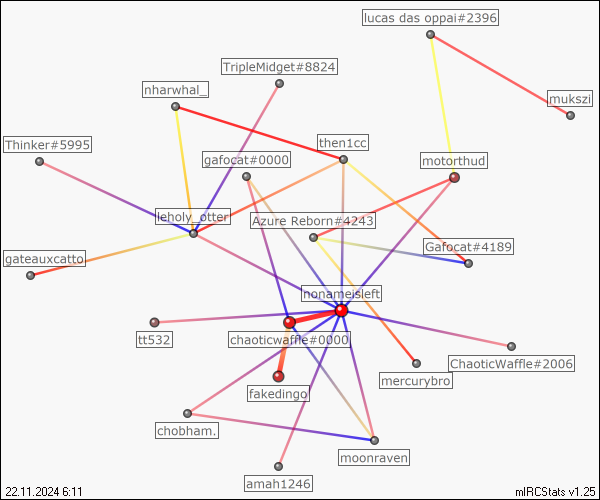 lucas das oppai#2396
TripleMidget#8824
nharwhal_
mukszi
Thinker#5995
then1cc
gafocat#0000
motorthud
leholy_otter
Azure Reborn#4243
Gafocat#4189
gateauxcatto
nonameisleft
tt532
chaoticwaffle#0000
ChaoticWaffle#2006
fakedingo
mercurybro
chobham.
moonraven
amah1246
22.11.2024 6:11
mIRCStats v1.25